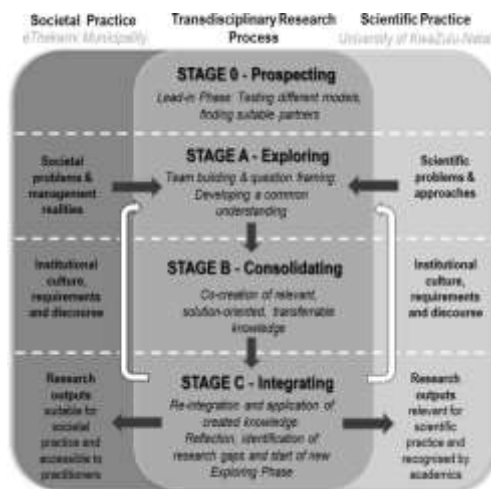 Societal Practice
eThekwini Municipality
Transdisciplinary Research
Process
Scientific Practice
University of KwaZulu-Natal
STAGE 0 - Prospecting
Lead-in Phase: Testing different models,
finding suitable partners
Societal
problems &
management
realities
STAGE A - Exploring
Team building & question framing
Developing a common
understanding
Scientific
problems &
approaches
Institutional
culture,
requirements
and discourse
STAGE B - Consolidating
Co-creation of relevant,
solution-oriented, transferrable
knowledge
Institutional
culture,
requirements
and discourse
Research
outputs
suitable for
societal
practice and
accessible to
practitioners
STAGE C - Integrating
Re-integration and application of
created knowledge
Reflection, identification of
research gaps and start of new
Exploring Phase
Research
outputs
relevant for
scientific
practice and
recognised by
academics